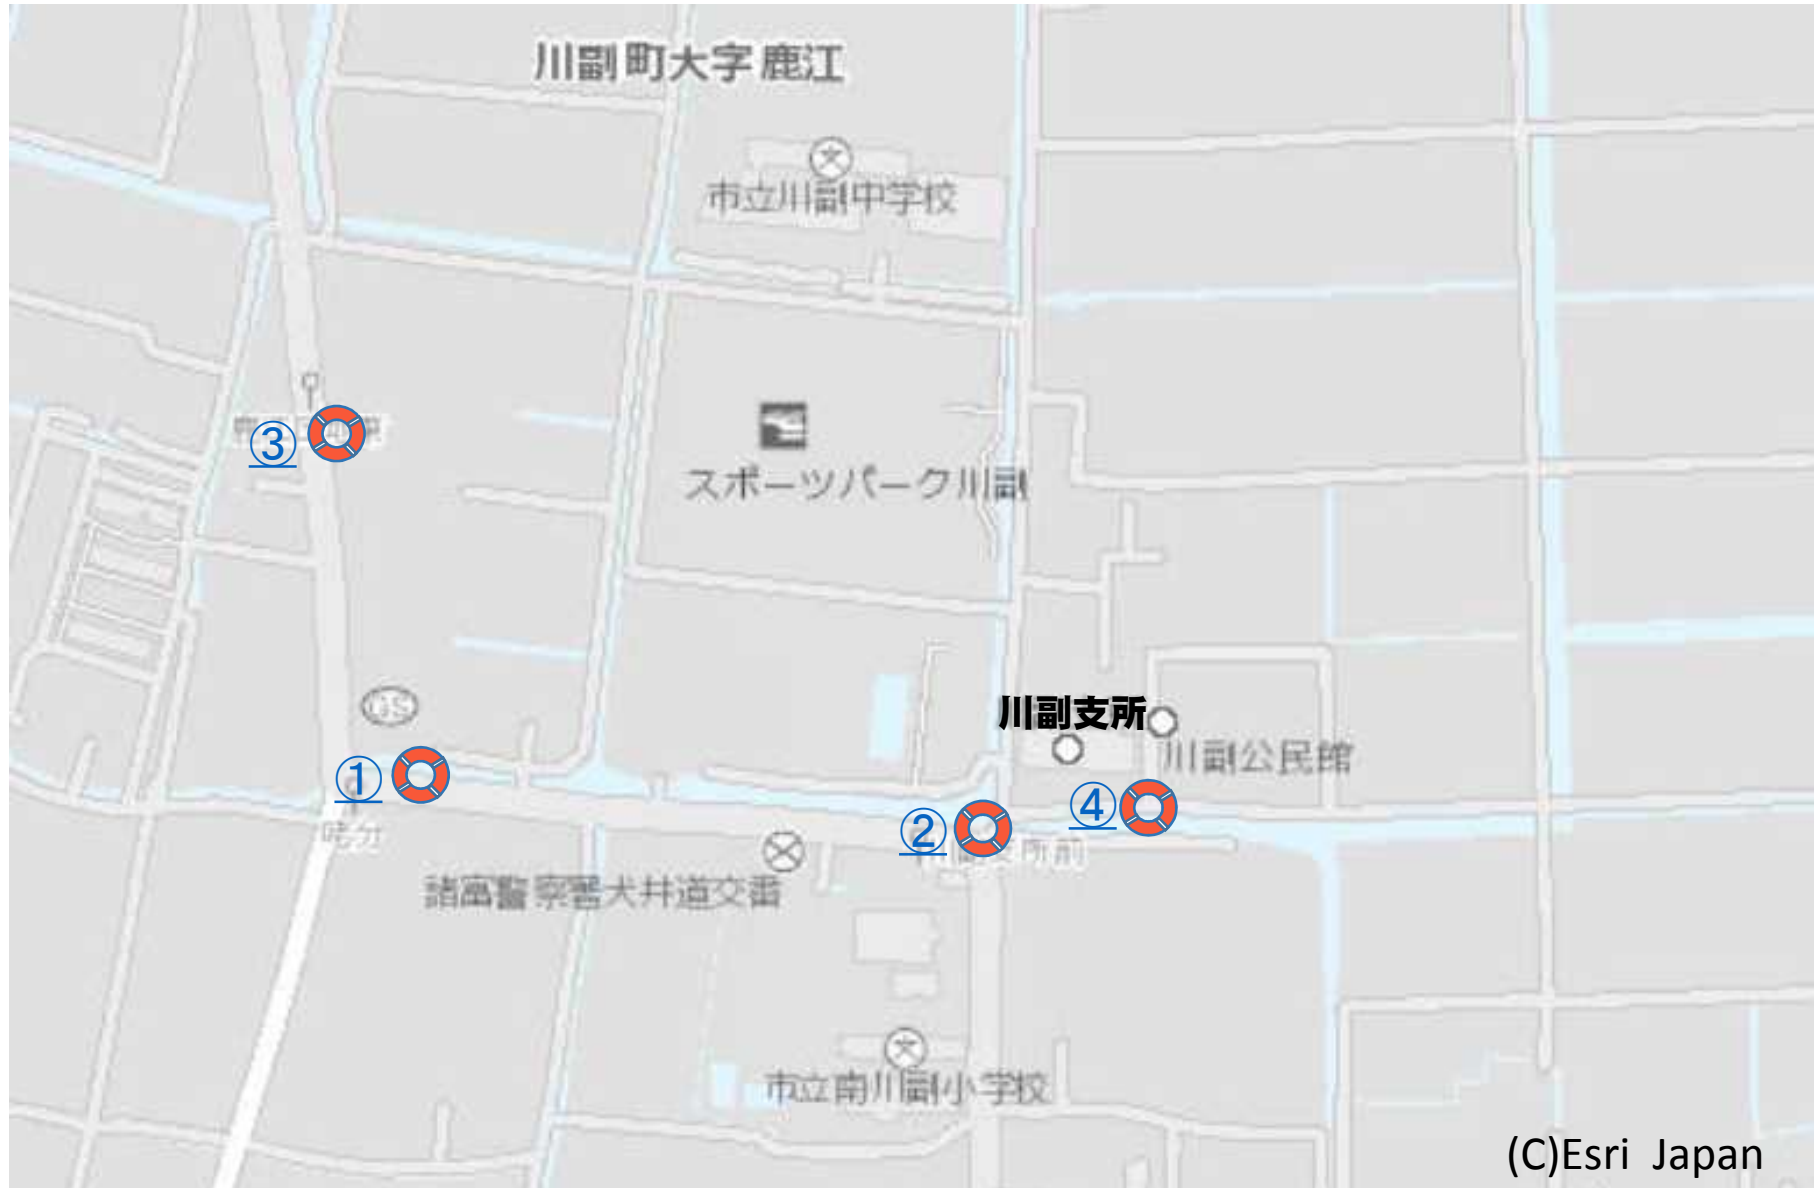 川副町大字鹿江
市立川副中学校
③
スポーツパーク川副
GS
川副支所
川副公民館
①
④
②
諸富警察署犬井道交番
市立南川副小学校
(C)Esri Japan